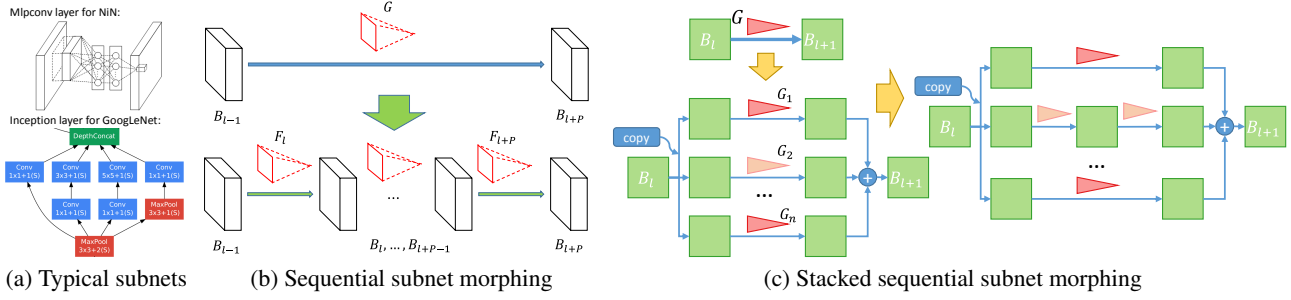 Mlpconv layer for NiN:
Inception layer for GoogLeNet:
DepthConcat
Conv
1x1+1(S)
Conv
3x3+1(S)
Conv
5x5+1(S)
Conv
1x1+1(S)
Conv
1x1+1(S)
Conv
1x1+1(S)
MaxPool
3x3+1(S)
MaxPool
3x3+2(S)
(a) Typical subnets
G
B_{l-1}
B_{l+P}
F_l
F_{l+P}
...
B_{l-1}
B_l, ..., B_{l+P-1}
B_{l+P}
(b) Sequential subnet morphing
G
B_l
B_{l+1}
copy
B_l
G_1
G_2
...
G_n
+
B_{l+1}
copy
B_l
...
+
B_{l+1}
(c) Stacked sequential subnet morphing